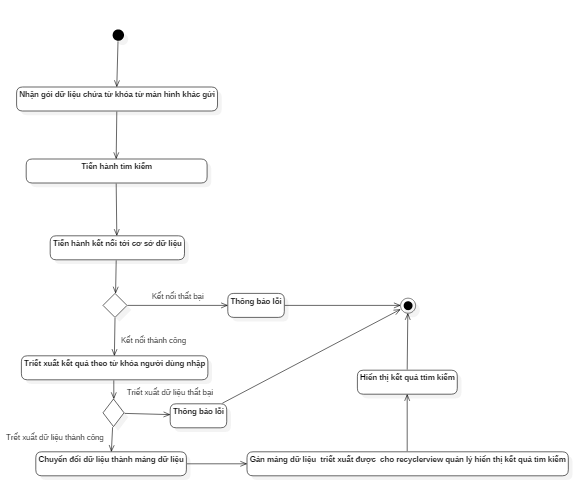 Nhận gói dữ liệu chứa từ khóa từ màn hình khác gửi
Tiến hành tìm kiếm
Tiến hành kết nối tới cơ sở dữ liệu
Kết nối thất bại
Thông báo lỗi
Kết nối thành công
Triết xuất kết quả theo từ khóa người dùng nhập
Hiển thị kết quả ttìm kiếm
Triết xuất dữ liệu thất bại
Thông báo lỗi
Triết xuất dữ liệu thành công
Chuyển đổi dữ liệu thành mảng dữ liệu
Gán mảng dữ liệu triết xuất được cho recyclerview quản lý hiển thị kết quả tìm kiếm